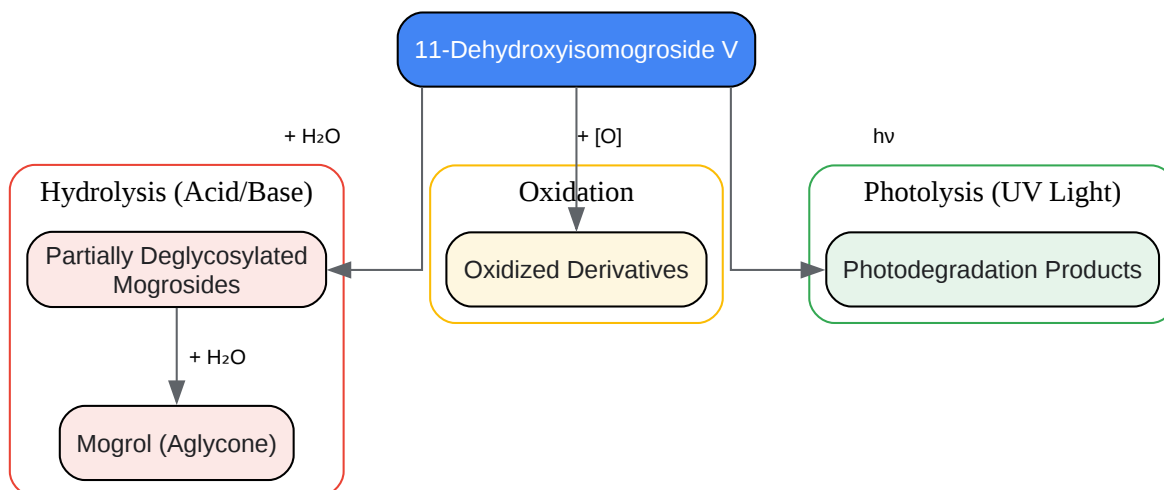 11-Dehydroxyisomogroside V
+ H₂O
+ [O]
hν
Hydrolysis (Acid/Base)
Oxidation
Photolysis (UV Light)
Partially Deglycosylated
Mogrosides
Oxidized Derivatives
Photodegradation Products
+ H₂O
Mogrol (Aglycone)